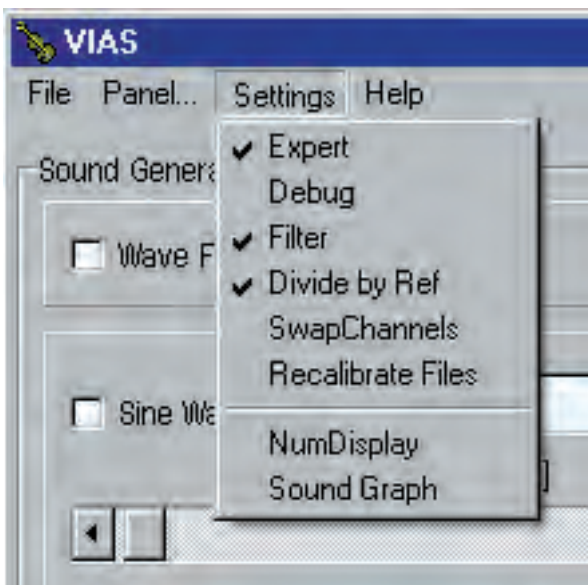 VIAS
File Panel... Settings Help
Expert
Sound Genera
Debug
Filter
Wave F
Divide by Ref
SwapChannels
Recalibrate Files
Sine Wa
NumDisplay
Sound Graph
]